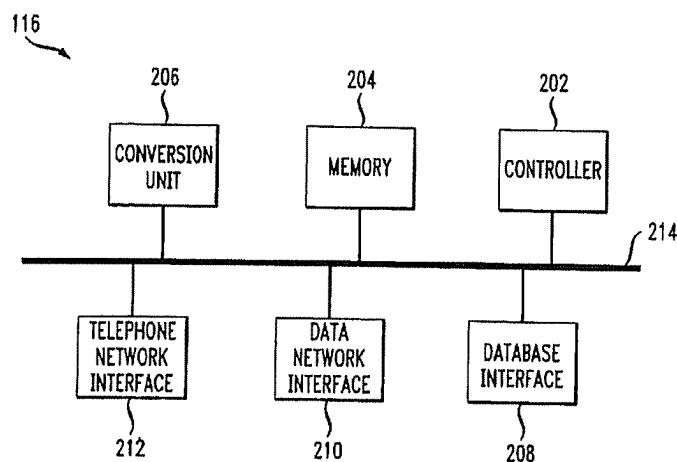 116
206
204
202
CONVERSION
UNIT
MEMORY
CONTROLLER
214
TELEPHONE
NETWORK
INTERFACE
DATA
NETWORK
INTERFACE
DATABASE
INTERFACE
212
210
208